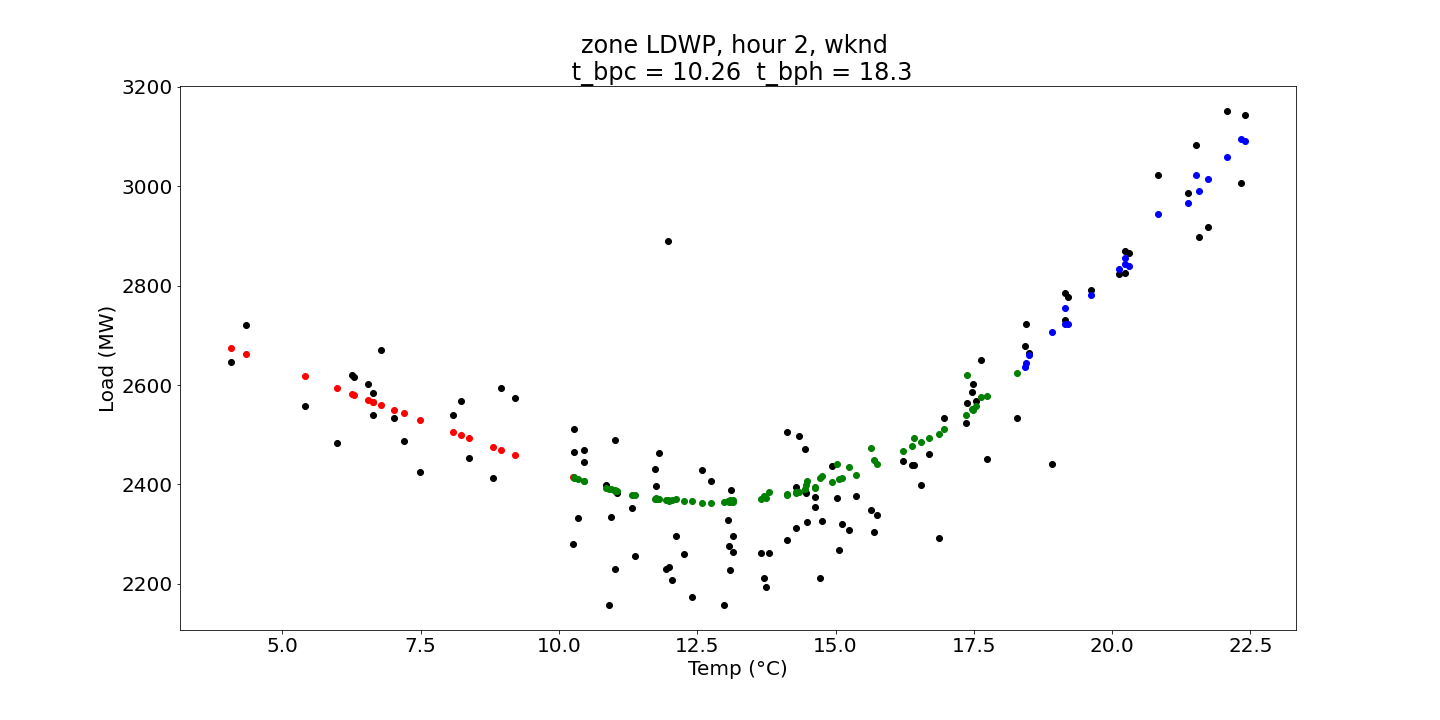 zone LDWP, hour 2, wknd
t_bpc = 10.26  t_bph = 18.3
3200
3000
2800
2600
2400
2200
Load (MW)
5.0 7.5 10.0 12.5 15.0 17.5 20.0 22.5
Temp (°C)